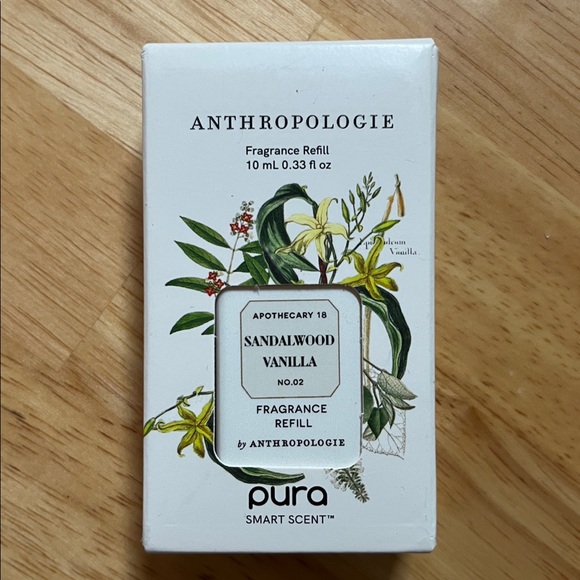 ANTHROPOLOGIE
Fragrance Refill
10 mL 0.33 fl oz
Vanilla.
APOTHECARY 18
SANDALWOOD
VANILLA
NO.02
FRAGRANCE
REFILL
by ANTHROPOLOGIE
pura
SMART SCENT™